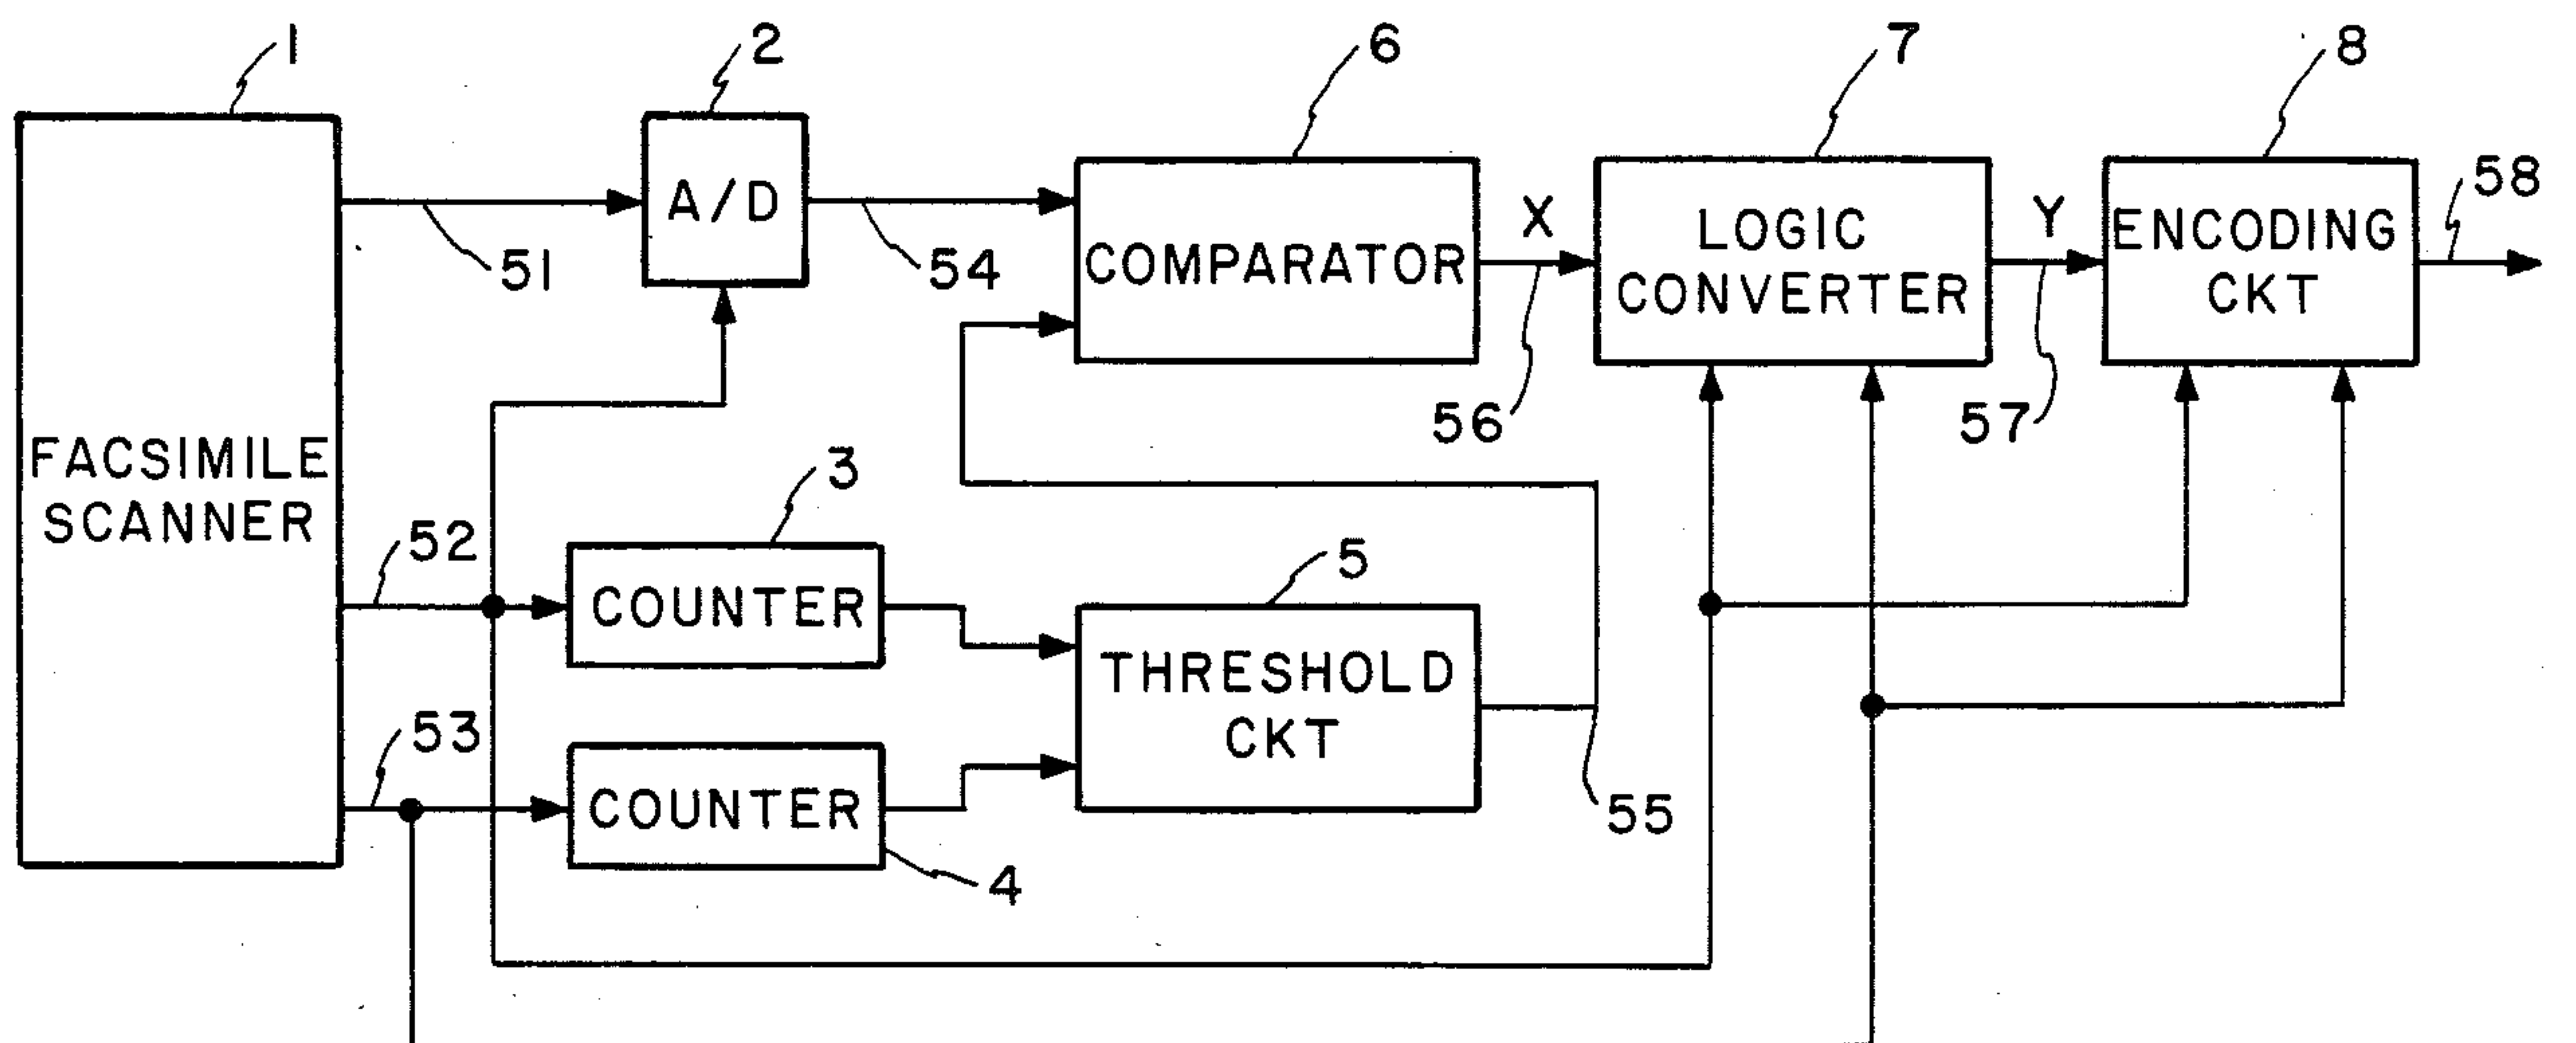 1
2
6
7
8
A/D
51
54
COMPARATOR
X
56
LOGIC
CONVERTER
Y
57
ENCODING
CKT
58
FACSIMILE
SCANNER
52
3
COUNTER
5
THRESHOLD
CKT
53
COUNTER
4
55